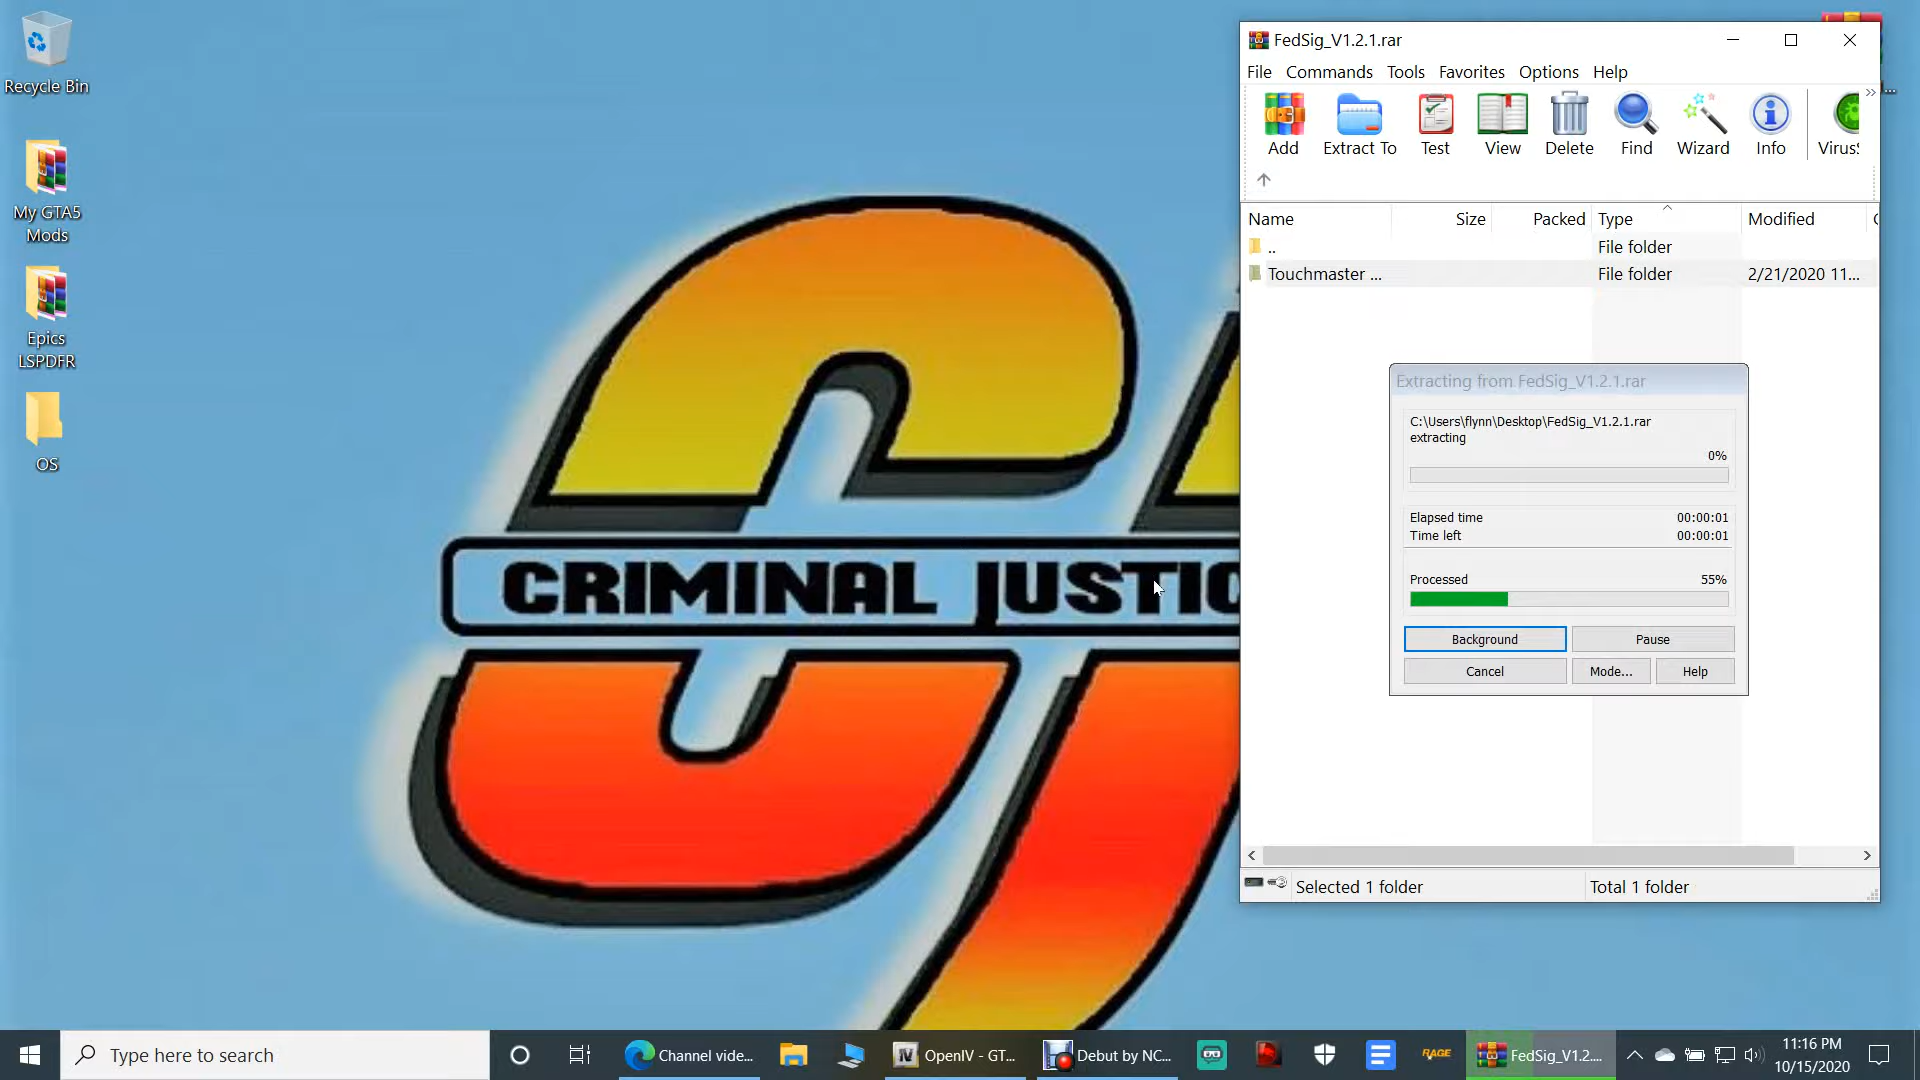 Recycle Bin
My GTA5
Mods
Epics
LSPDFR
OS
CRIMINAL JUSTIC
FedSig_V1.2.1.rar
File Commands Tools Favorites Options Help
Add Extract To Test View Delete Find Wizard Info VirusS
Name Size Packed Type Modified
.. File folder
Touchmaster ... File folder 2/21/2020 11...
Extracting from FedSig_V1.2.1.rar
C:\Users\flynn\Desktop\FedSig_V1.2.1.rar
extracting
0%
Elapsed time 00:00:01
Time left 00:00:01
Processed 55%
Background Pause
Cancel Mode... Help
Selected 1 folder Total 1 folder
Type here to search
Channel vide...
OpenIV - GT...
Debut by NC...
RAGE
FedSig_V1.2....
11:16 PM
10/15/2020